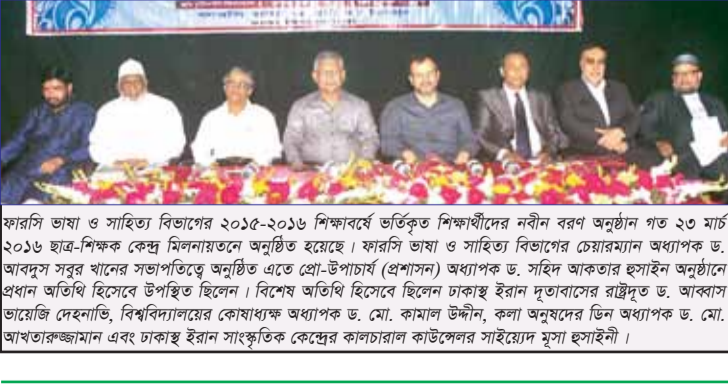 ফারসি ভাষা ও সাহিত্য বিভাগের ২০১৫-২০১৬ শিক্ষাবর্ষে ভর্তিকৃত শিক্ষার্থীদের নবীন বরণ অনুষ্ঠান গত ২৩ মার্চ
২০১৬ ছাত্র-শিক্ষক কেন্দ্র মিলনায়তনে অনুষ্ঠিত হয়েছে। ফারসি ভাষা ও সাহিত্য বিভাগের চেয়ারম্যান অধ্যাপক ড.
আবদুস সবুর খানের সভাপতিত্বে অনুষ্ঠিত এতে প্রো-উপাচার্য (প্রশাসন) অধ্যাপক ড. সহিদ আকতার হুসাইন অনুষ্ঠানে
প্রধান অতিথি হিসেবে উপস্থিত ছিলেন। বিশেষ অতিথি হিসেবে ছিলেন ঢাকাস্থ ইরান দূতাবাসের রাষ্ট্রদূত ড. আব্বাস
ভায়েজি দেহনাভি, বিশ্ববিদ্যালয়ের কোষাধ্যক্ষ অধ্যাপক ড. মো. কামাল উদ্দীন, কলা অনুষদের ডিন অধ্যাপক ড. মো.
আখতারুজ্জামান এবং ঢাকাস্থ ইরান সাংস্কৃতিক কেন্দ্রের কালচারাল কাউন্সেলর সাইয়্যেদ মূসা হুসাইনী।